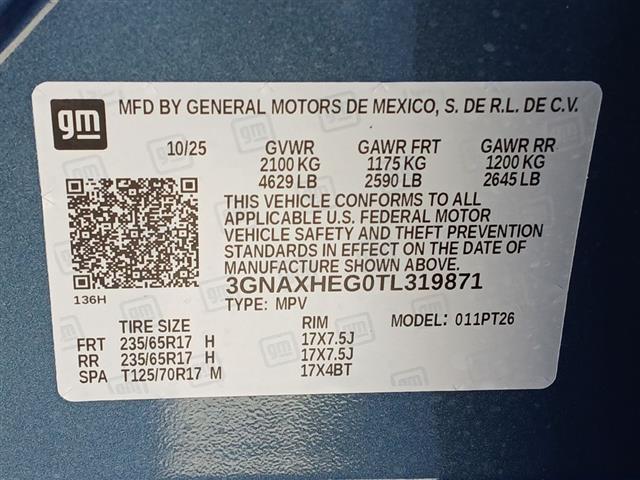 gm
MFD BY GENERAL MOTORS DE MEXICO, S. DE R.L. DE C.V.
10/25 GVWR GAWR FRT GAWR RR
2100 KG 1175 KG 1200 KG
4629 LB 2590 LB 2645 LB
THIS VEHICLE CONFORMS TO ALL
APPLICABLE U.S. FEDERAL MOTOR
VEHICLE SAFETY AND THEFT PREVENTION
STANDARDS IN EFFECT ON THE DATE OF
MANUFACTURE SHOWN ABOVE.
136H
3GNAXHEG0TL319871
TYPE: MPV
TIRE SIZE RIM MODEL: 011PT26
FRT 235/65R17 H 17X7.5J
RR 235/65R17 H 17X7.5J
SPA T125/70R17 M 17X4BT